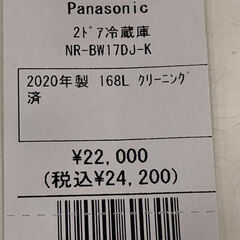 Panasonic
2ﾄﾞｱ冷蔵庫
NR-BW17DJ-K
2020年製 168L ｸﾘｰﾆﾝｸﾞ
済
¥22,000
(税込¥24,200)